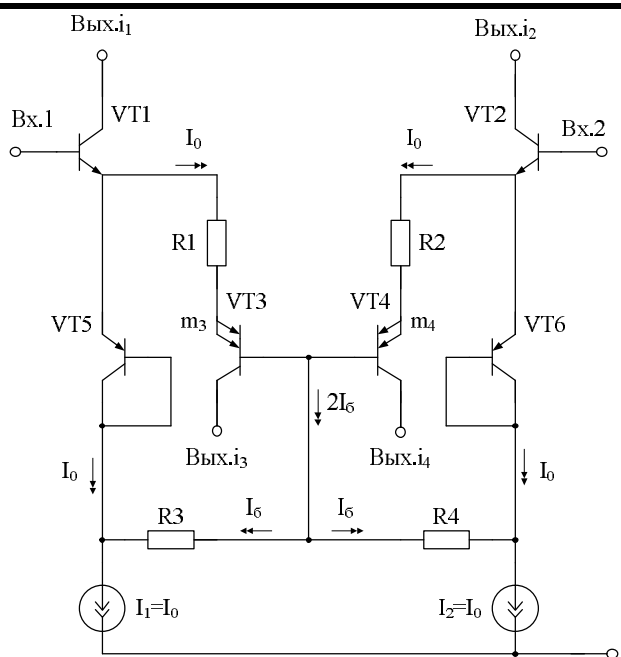 Вых.i₁ Вых.i₂
VT1 VT2
Вх.1 I₀ I₀ Вх.2
R1 R2
VT3 VT4
VT5 m₃ m₄ VT6
2Iб
Вых.i₃ Вых.i₄
I₀ I₀
R3 Iб Iб R4
I₁=I₀ I₂=I₀